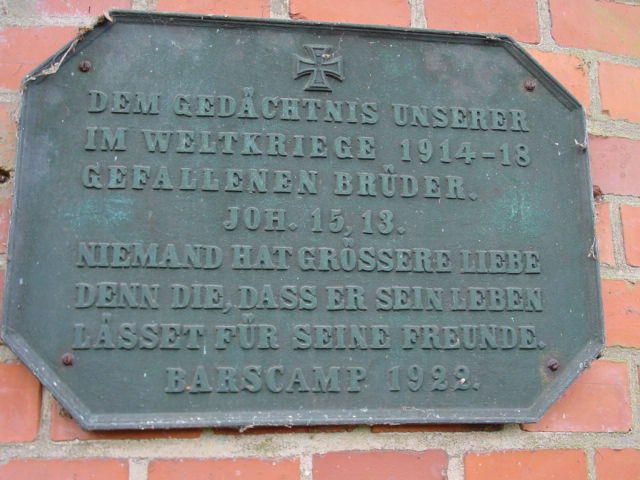 DEM GEDÄCHTNIS UNSERER
IM WELTKRIEGE 1914-18
GEFALLENEN BRÜDER.
JOH. 15,13.
NIEMAND HAT GRÖSSERE LIEBE
DENN DIE, DASS ER SEIN LEBEN
LÄSSET FÜR SEINE FREUNDE.
BARSCAMP 1922.